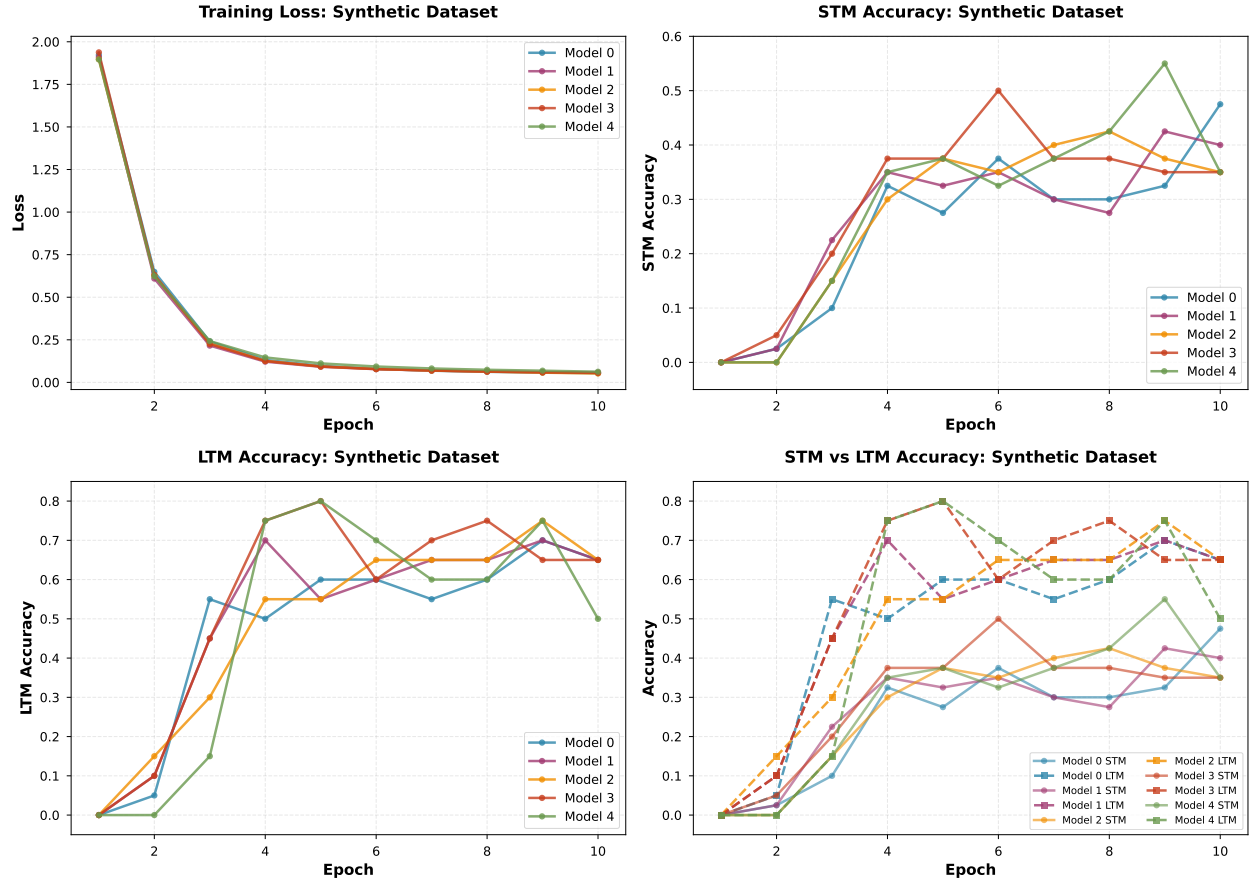 Training Loss: Synthetic Dataset
2.00
1.75
1.50
1.25
1.00
0.75
0.50
0.25
0.00
Loss
2
4
6
8
10
Epoch
Model 0
Model 1
Model 2
Model 3
Model 4
STM Accuracy: Synthetic Dataset
0.6
0.5
0.4
0.3
0.2
0.1
0.0
STM Accuracy
2
4
6
8
10
Epoch
Model 0
Model 1
Model 2
Model 3
Model 4
LTM Accuracy: Synthetic Dataset
0.8
0.7
0.6
0.5
0.4
0.3
0.2
0.1
0.0
LTM Accuracy
2
4
6
8
10
Epoch
Model 0
Model 1
Model 2
Model 3
Model 4
STM vs LTM Accuracy: Synthetic Dataset
0.8
0.7
0.6
0.5
0.4
0.3
0.2
0.1
0.0
Accuracy
2
4
6
8
10
Epoch
Model 0 STM
Model 0 LTM
Model 1 STM
Model 1 LTM
Model 2 STM
Model 2 LTM
Model 3 STM
Model 3 LTM
Model 4 STM
Model 4 LTM